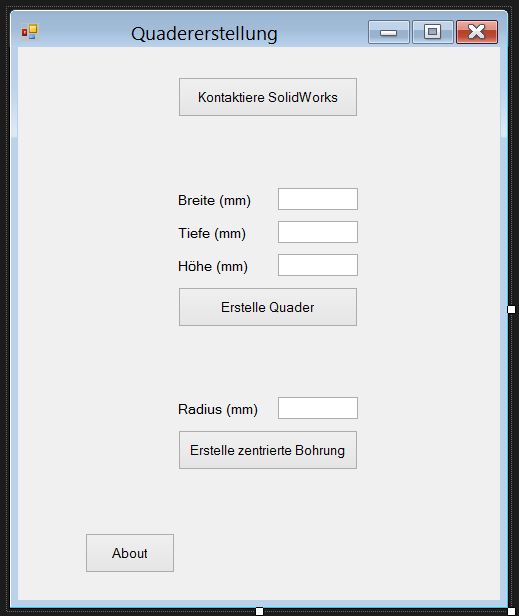 Quadererstellung
Kontaktiere SolidWorks
Breite (mm)
Tiefe (mm)
Höhe (mm)
Erstelle Quader
Radius (mm)
Erstelle zentrierte Bohrung
About